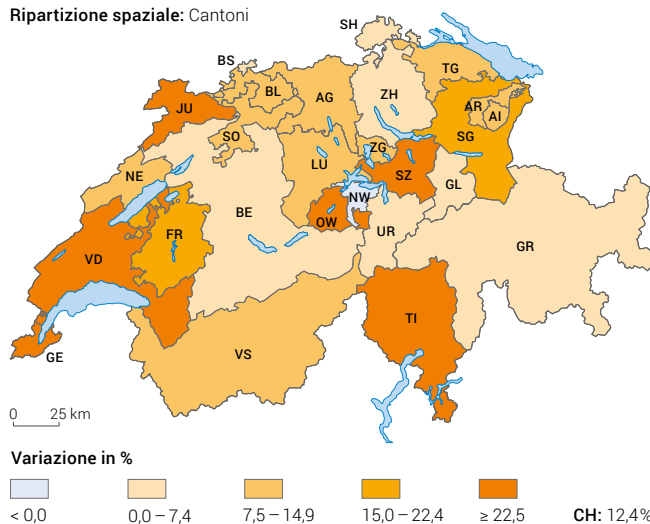 Ripartizione spaziale: Cantoni
SH
BS
TG
BL
AG
ZH
JU
AR
AI
SO
SG
ZG
LU
NE
SZ
GL
NW
BE
OW
FR
UR
GR
VD
TI
VS
GE
0 25 km
Variazione in %
< 0,0 0,0 – 7,4 7,5 – 14,9 15,0 – 22,4 ≥ 22,5 CH: 12,4%